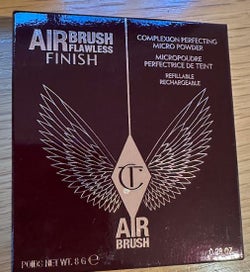 AIRBRUSH
FLAWLESS
FINISH
COMPLEXION PERFECTING
MICRO POWDER
MICROPOUDRE
PERFECTRICE DE TEINT
REFILLABLE
RECHARGEABLE
CT
AIR
BRUSH
POIDS NET WT. 8 G ℮
0.28 OZ.